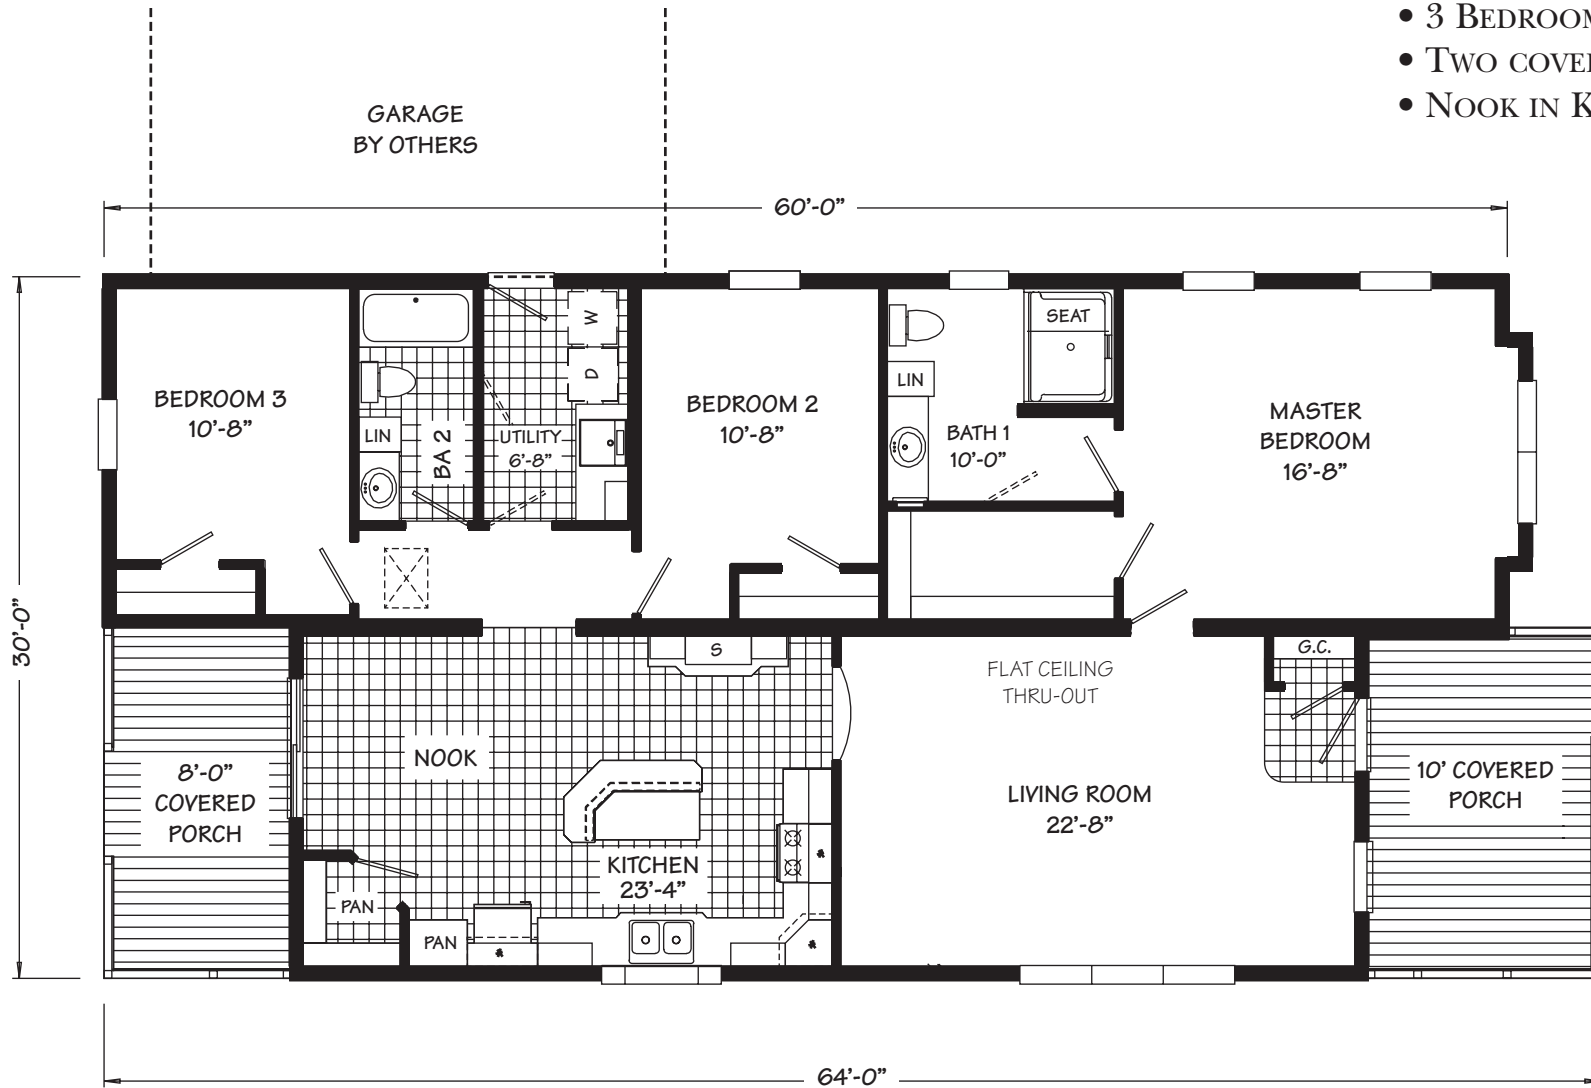 • 3 BEDROOM
• TWO COVE
• NOOK IN K
GARAGE
BY OTHERS
60'-0"
30'-0"
BEDROOM 3
10'-8"
LIN
BA 2
UTILITY
6'-8"
W
D
BEDROOM 2
10'-8"
LIN
BATH 1
10'-0"
SEAT
MASTER
BEDROOM
16'-8"
8'-0"
COVERED
PORCH
NOOK
S
KITCHEN
23'-4"
PAN
PAN
FLAT CEILING
THRU-OUT
LIVING ROOM
22'-8"
G.C.
10' COVERED
PORCH
64'-0"